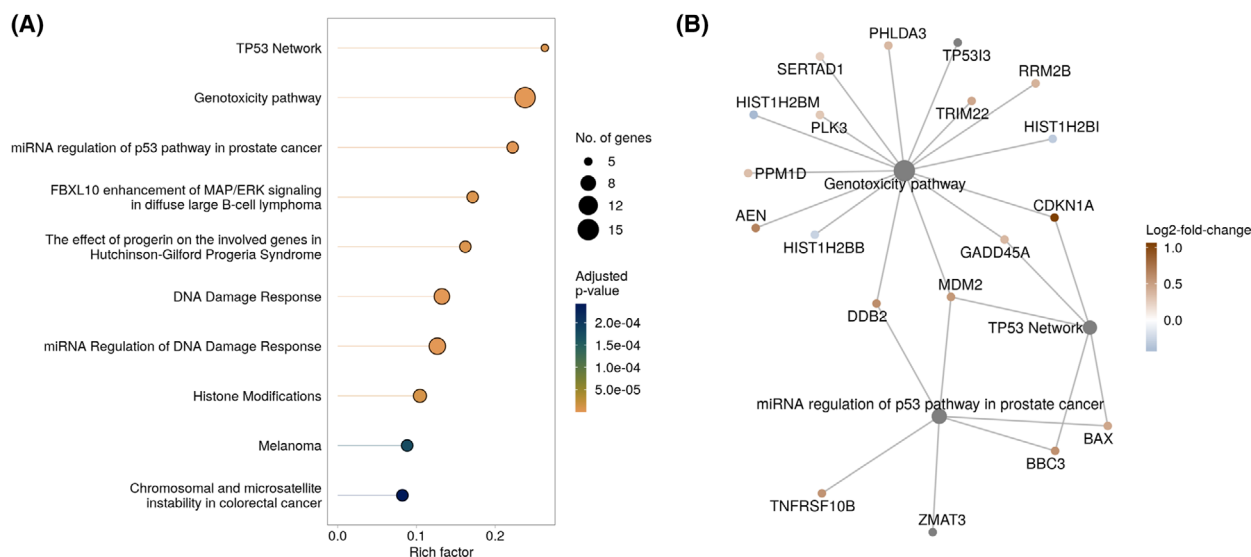 (A)
TP53 Network
Genotoxicity pathway
miRNA regulation of p53 pathway in prostate cancer
FBXL10 enhancement of MAP/ERK signaling
in diffuse large B-cell lymphoma
The effect of progerin on the involved genes in
Hutchinson-Gilford Progeria Syndrome
DNA Damage Response
miRNA Regulation of DNA Damage Response
Histone Modifications
Melanoma
Chromosomal and microsatellite
instability in colorectal cancer
0.0 0.1 0.2
Rich factor
No. of genes
5
8
12
15
Adjusted
p-value
2.0e-04
1.5e-04
1.0e-04
5.0e-05
(B)
PHLDA3
TP53I3
SERTAD1
RRM2B
HIST1H2BM
TRIM22
PLK3
HIST1H2BI
PPM1D
Genotoxicity pathway
AEN
CDKN1A
HIST1H2BB
GADD45A
MDM2
DDB2
TP53 Network
miRNA regulation of p53 pathway in prostate cancer
BAX
BBC3
TNFRSF10B
ZMAT3
Log2-fold-change
1.0
0.5
0.0